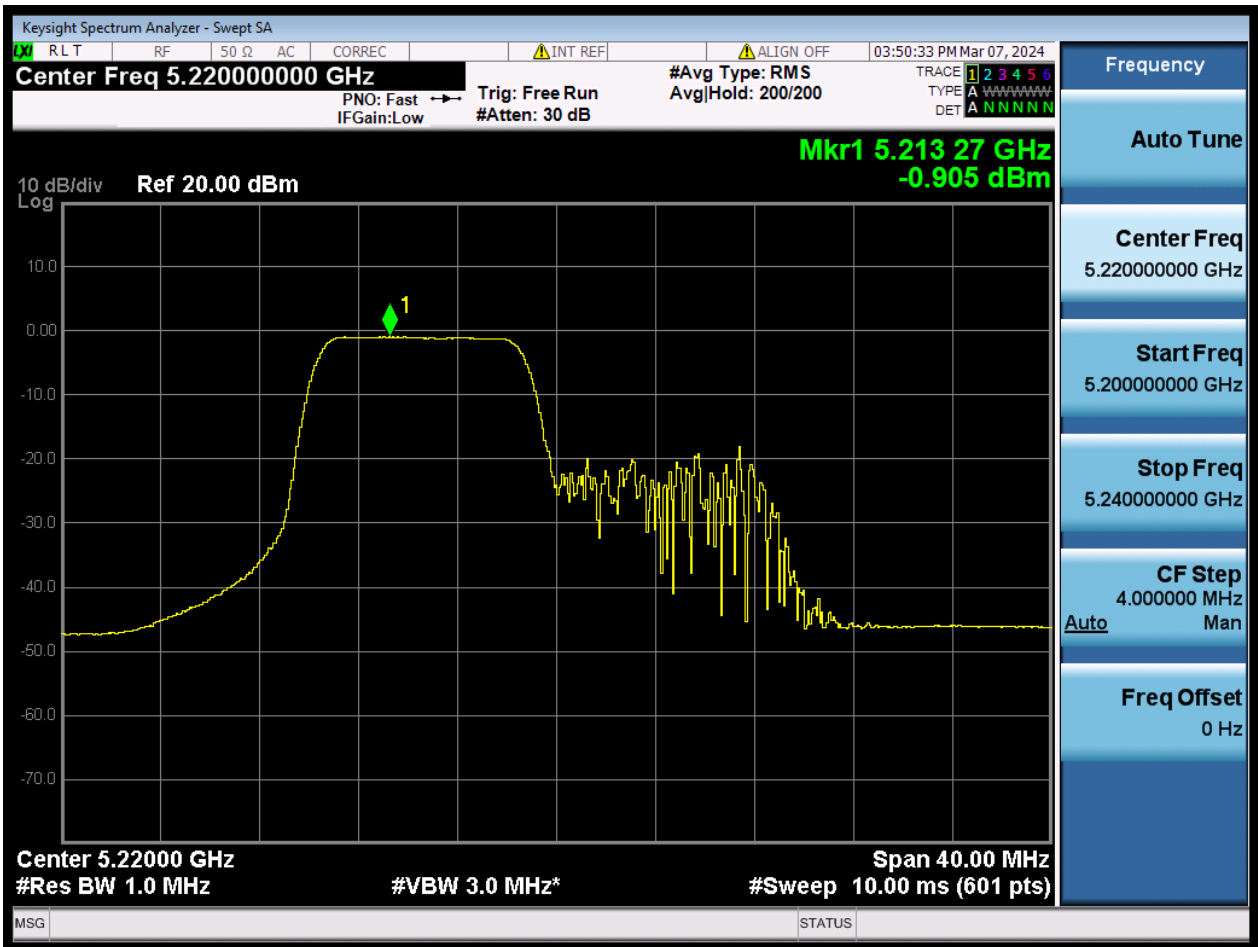 Keysight Spectrum Analyzer - Swept SA
LXI RLT RF 50 Ω AC CORREC INT REF ALIGN OFF 03:50:33 PM Mar 07, 2024
Center Freq 5.220000000 GHz
PNO: Fast
IFGain:Low
Trig: Free Run
#Atten: 30 dB
#Avg Type: RMS
Avg|Hold: 200/200
TRACE 1 2 3 4 5 6
TYPE A WWWWW
DET A N N N N N
Mkr1 5.213 27 GHz
-0.905 dBm
10 dB/div Ref 20.00 dBm
Log
10.0
1
0.00
-10.0
-20.0
-30.0
-40.0
-50.0
-60.0
-70.0
Center 5.22000 GHz Span 40.00 MHz
#Res BW 1.0 MHz #VBW 3.0 MHz* #Sweep 10.00 ms (601 pts)
MSG STATUS
Frequency
Auto Tune
Center Freq
5.220000000 GHz
Start Freq
5.200000000 GHz
Stop Freq
5.240000000 GHz
CF Step
4.000000 MHz
Auto Man
Freq Offset
0 Hz